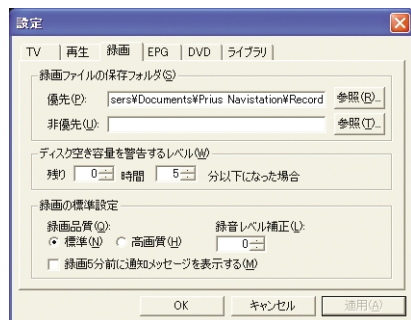 設定
TV 再生 録画 EPG DVD ライブラリ
録画ファイルの保存フォルダ(S)
優先(P): sers¥Documents¥Prius Navistation¥Record 参照(R)...
非優先(U): 参照(T)...
ディスク空き容量を警告するレベル(W)
残り 0 時間 5 分以下になった場合
録画の標準設定
録画品質(Q): 録音レベル補正(L):
標準(N) 高画質(H) 0
録画5分前に通知メッセージを表示する(M)
OK キャンセル 適用(A)